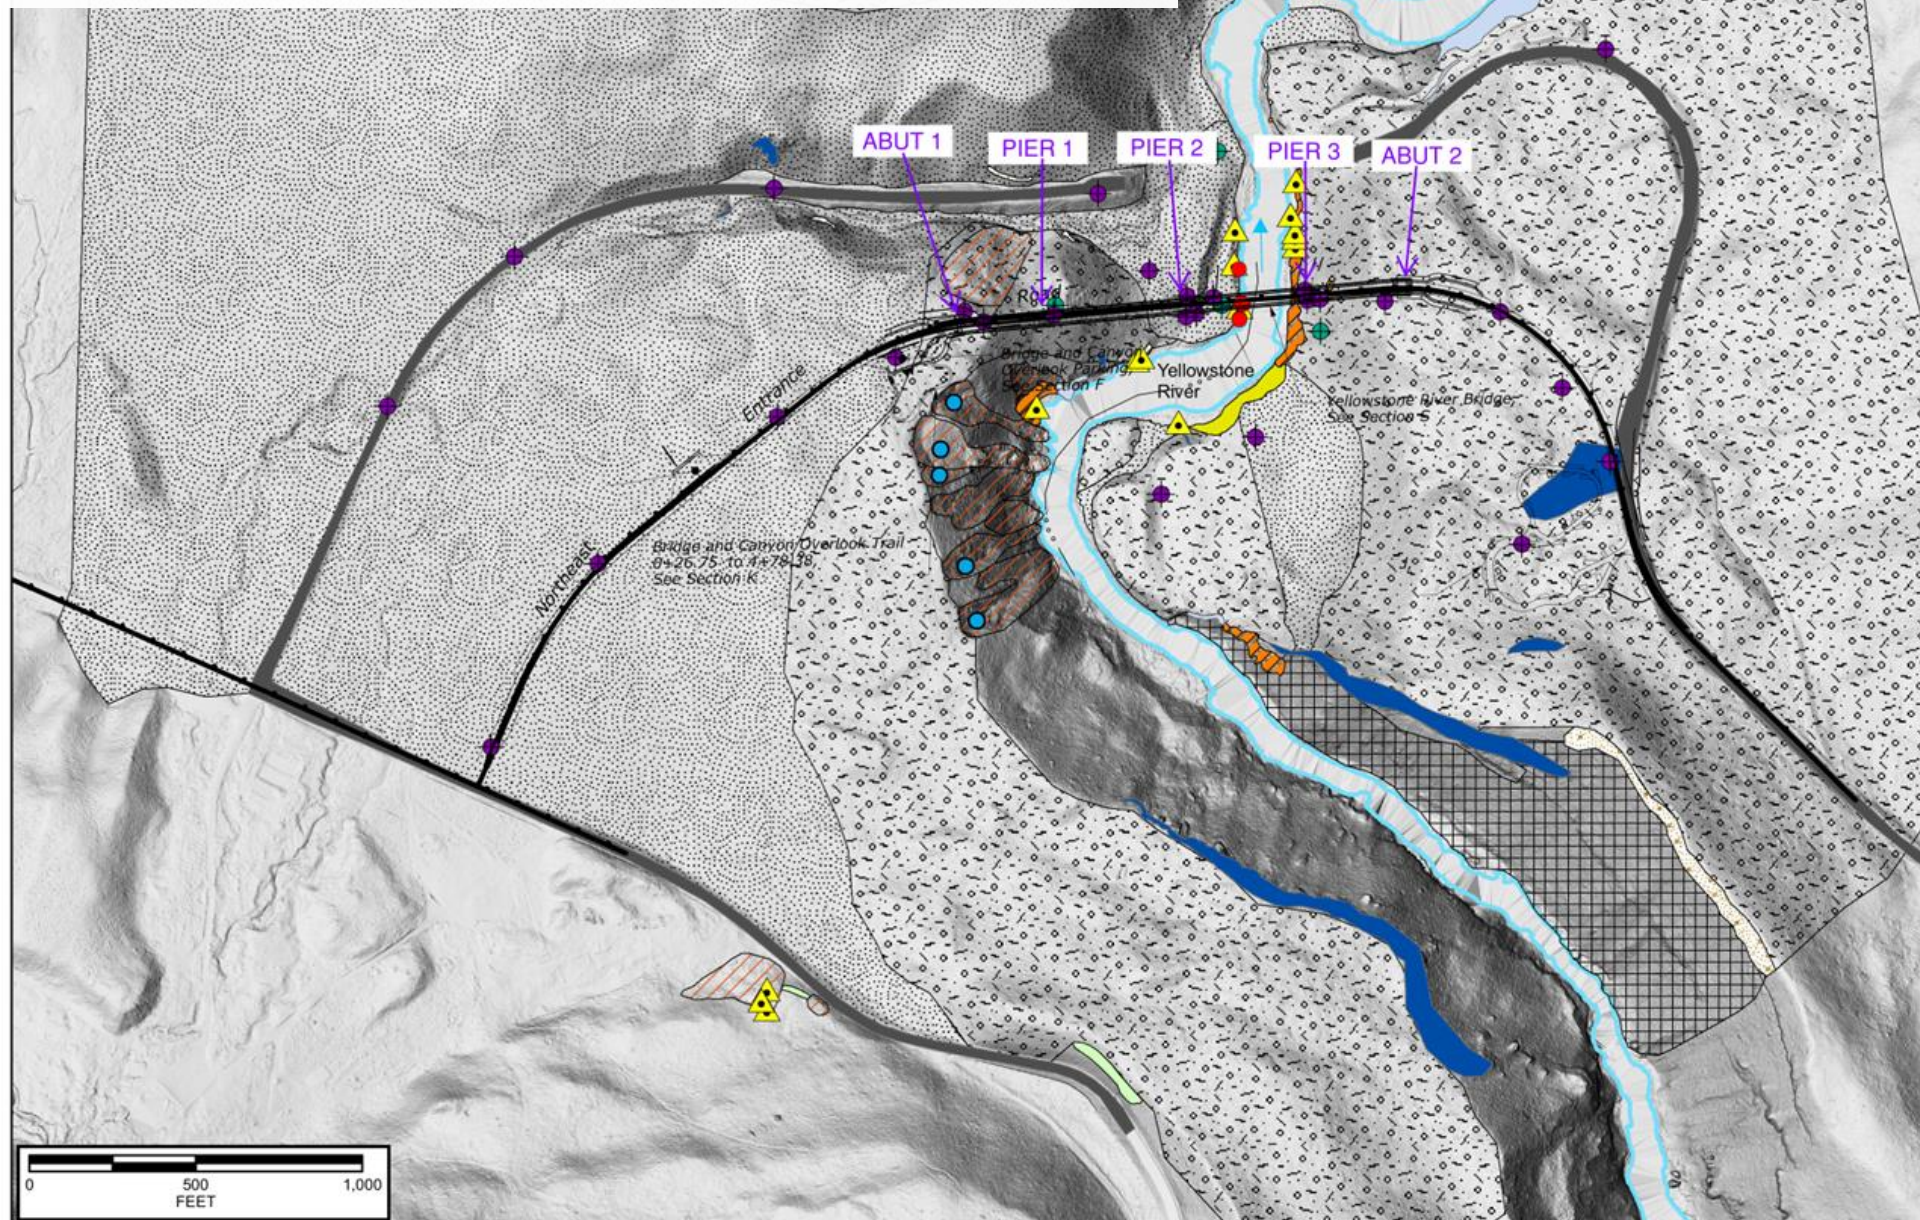 ABUT 1
PIER 1
PIER 2
PIER 3
ABUT 2
Road
Entrance
Northeast
Bridge and Canyon
Overlook Parking,
See Section F
Yellowstone
River
Yellowstone River Bridge,
See Section S
Bridge and Canyon Overlook Trail
0+26.75 to 4+78.38,
See Section K
0
500
1,000
FEET